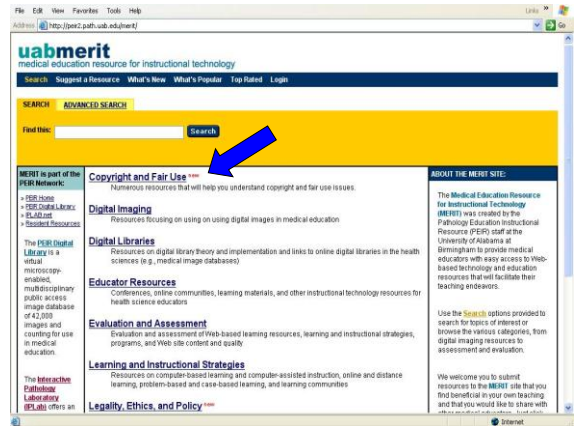 File Edit View Favorites Tools Help
Links »
Address http://peir2.path.uab.edu/merit/
Go
uabmerit
medical education resource for instructional technology
Search Suggest a Resource What's New What's Popular Top Rated Login
SEARCH ADVANCED SEARCH
Find this: Search
MERIT is part of the
PEIR Network:
» PEIR Home
» PEIR Digital Library
» IPLAB.net
» Resident Resources
The PEIR Digital
Library is a
virtual
microscopy-
enabled,
multidisciplinary
public access
image database
of 42,000
images and
counting for use
in medical
education.
The Interactive
Pathology
Laboratory
(IPLab) offers an
Copyright and Fair Use new
Numerous resources that will help you understand copyright and fair use issues.
Digital Imaging
Resources focusing on using on using digital images in medical education
Digital Libraries
Resources on digital library theory and implementation and links to online digital libraries in the health
sciences (e.g., medical image databases)
Educator Resources
Conferences, online communities, learning materials, and other instructional technology resources for
health science educators
Evaluation and Assessment
Evaluation and assessment of Web-based learning resources, learning and instructional strategies,
programs, and Web site content and quality
Learning and Instructional Strategies
Resources on computer-based learning and computer-assisted instruction, online and distance
learning, problem-based and case-based learning, and learning communities
Legality, Ethics, and Policy new
ABOUT THE MERIT SITE:
The Medical Education Resource
for Instructional Technology
(MERIT) was created by the
Pathology Education Instructional
Resource (PEIR) staff at the
University of Alabama at
Birmingham to provide medical
educators with easy access to Web-
based technology and education
resources that will facilitate their
teaching endeavors.
Use the Search options provided to
search for topics of interest or
browse the various categories, from
digital imaging resources to
assessment and evaluation.
We welcome you to submit
resources to the MERIT site that you
find beneficial in your own teaching
and that you would like to share with
Internet